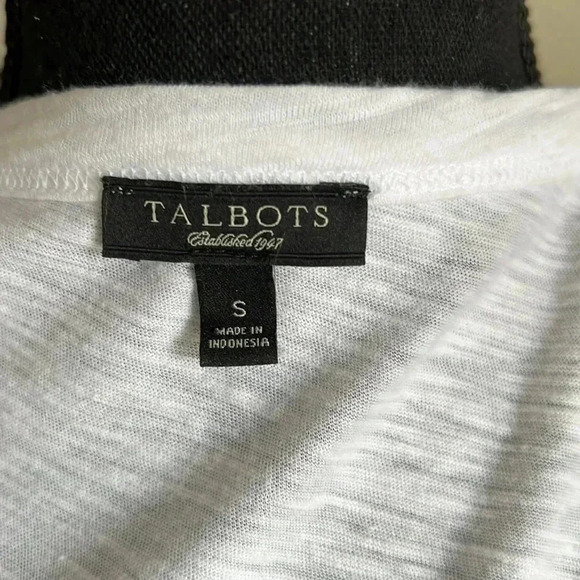 TALBOTS
Established 1947
S
MADE IN
INDONESIA